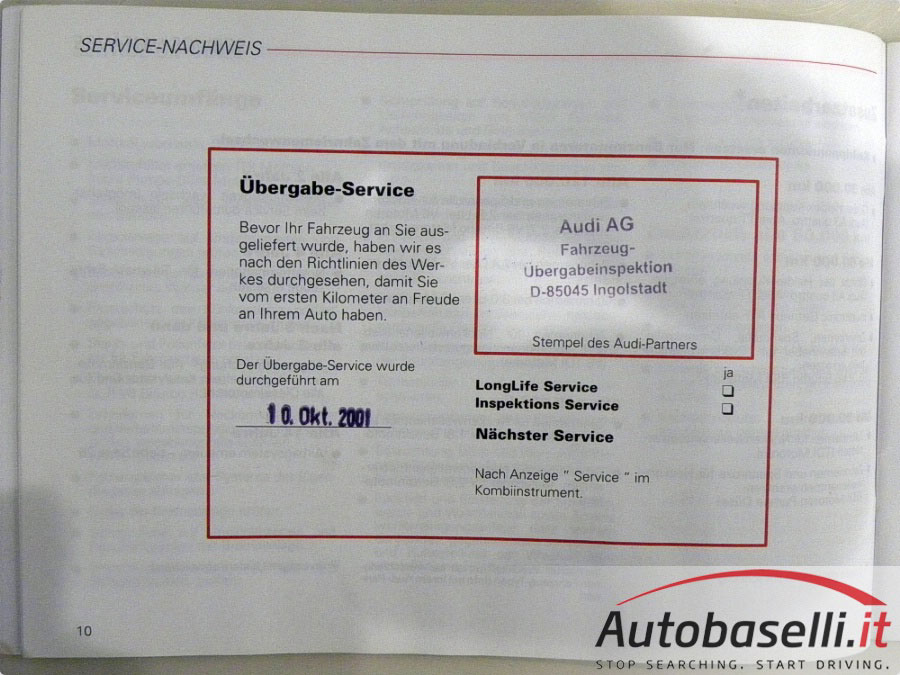 SERVICE-NACHWEIS
Übergabe-Service
Bevor Ihr Fahrzeug an Sie aus-
geliefert wurde, haben wir es
nach den Richtlinien des Wer-
kes durchgesehen, damit Sie
vom ersten Kilometer an Freude
an Ihrem Auto haben.
Der Übergabe-Service wurde
durchgeführt am
10. Okt. 2001
Audi AG
Fahrzeug-
Übergabeinspektion
D-85045 Ingolstadt
Stempel des Audi-Partners
ja
LongLife Service
Inspektions Service
Nächster Service
Nach Anzeige " Service " im
Kombiinstrument.
10
Autobaselli.it
STOP SEARCHING. START DRIVING.